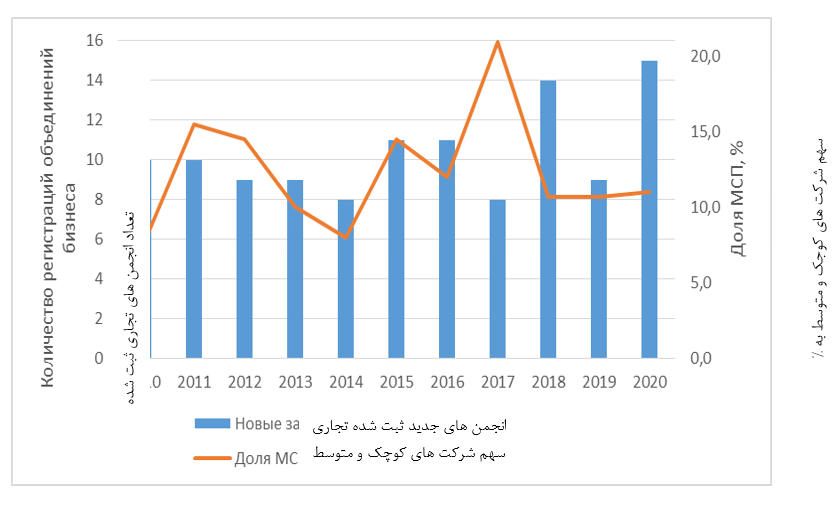 Количество регистраций объединений
бизнеса
تعداد انجمن های تجاری ثبت شده
16
14
12
10
8
6
4
2
0
20,0
15,0
10,0
5,0
0,0
Доля МСП, %
سهم شرکت های کوچک و متوسط به %
.0 2011 2012 2013 2014 2015 2016 2017 2018 2019 2020
Новые за انجمن های جدید ثبت شده تجاری
Доля МС سهم شرکت های کوچک و متوسط